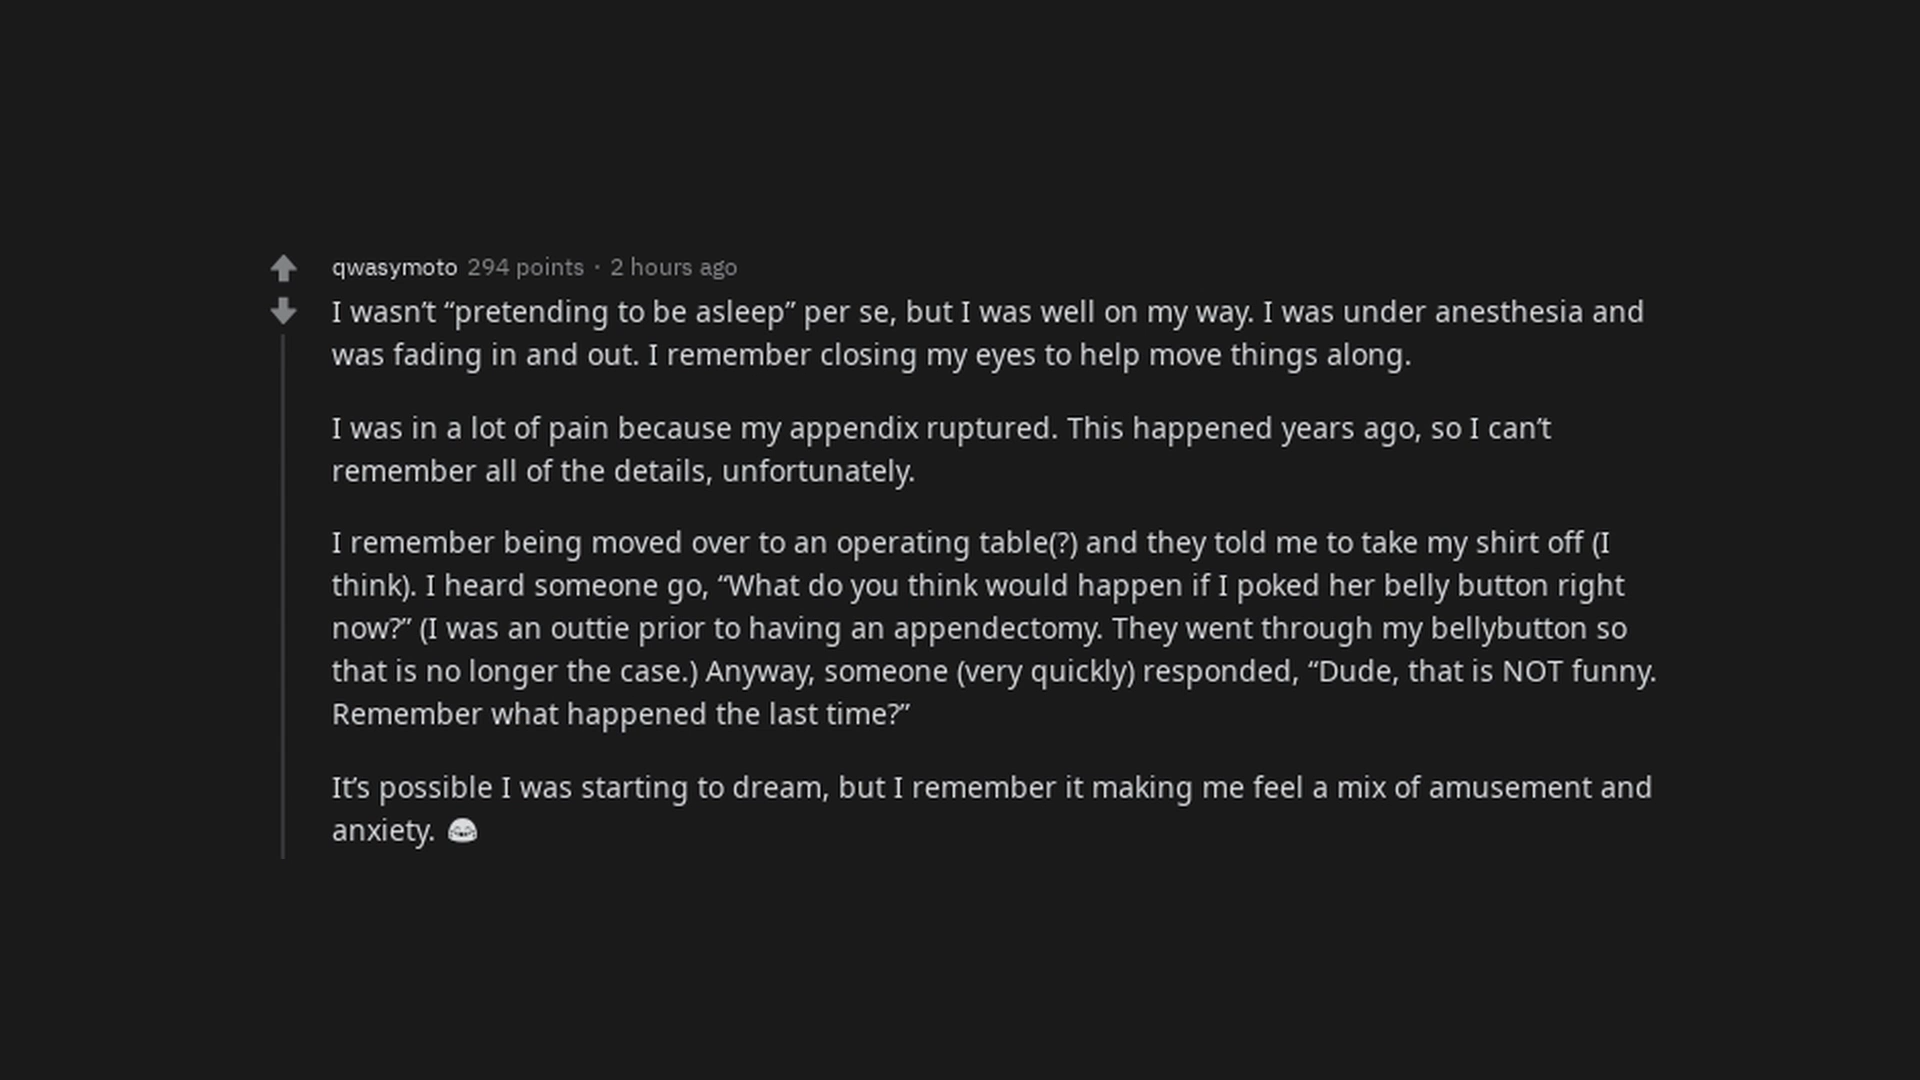 qwasymoto 294 points · 2 hours ago
I wasn’t “pretending to be asleep” per se, but I was well on my way. I was under anesthesia and
was fading in and out. I remember closing my eyes to help move things along.
I was in a lot of pain because my appendix ruptured. This happened years ago, so I can’t
remember all of the details, unfortunately.
I remember being moved over to an operating table(?) and they told me to take my shirt off (I
think). I heard someone go, “What do you think would happen if I poked her belly button right
now?” (I was an outtie prior to having an appendectomy. They went through my bellybutton so
that is no longer the case.) Anyway, someone (very quickly) responded, “Dude, that is NOT funny.
Remember what happened the last time?”
It’s possible I was starting to dream, but I remember it making me feel a mix of amusement and
anxiety. 😂